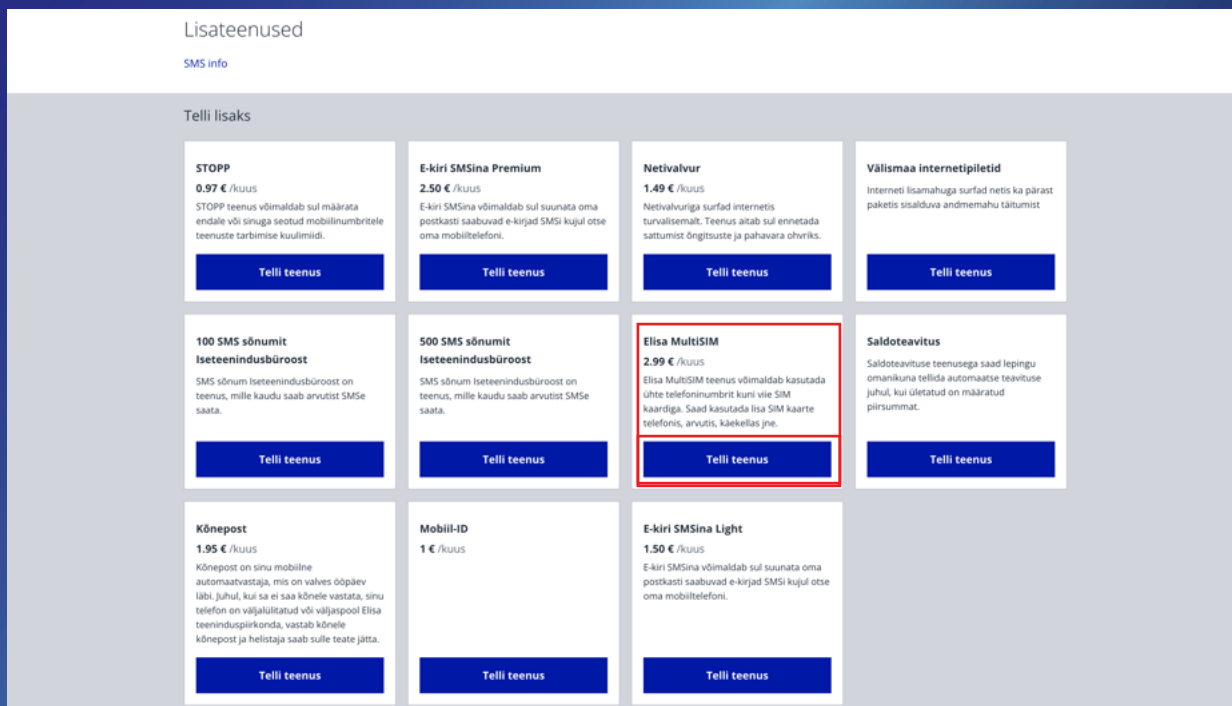 Lisateenused
SMS info
Telli lisaks
STOPP
0.97 € /kuus
STOPP teenus võimaldab sul määrata
endale või sinuga seotud mobiilinumbritele
teenuste tarbimise kuulimiidi.
Telli teenus
E-kiri SMSina Premium
2.50 € /kuus
E-kiri SMSina võimaldab sul suunata oma
postkasti saabuvad e-kirjad SMSi kujul otse
oma mobiiltelefoni.
Telli teenus
Netivalvur
1.49 € /kuus
Netivalvuriga surfad internetis
turvalisemalt. Teenus aitab sul ennetada
sattumist õngitsuste ja pahavara ohvriks.
Telli teenus
Välismaa internetipiletid
Interneti lisamahuga surfad netis ka pärast
paketis sisalduva andmemahu täitumist
Telli teenus
100 SMS sõnumit
Iseteenindusbüroost
SMS sõnum Iseteenindusbüroost on
teenus, mille kaudu saab arvutist SMSe
saata.
Telli teenus
500 SMS sõnumit
Iseteenindusbüroost
SMS sõnum Iseteenindusbüroost on
teenus, mille kaudu saab arvutist SMSe
saata.
Telli teenus
Elisa MultiSIM
2.99 € /kuus
Elisa MultiSIM teenus võimaldab kasutada
ühte telefoninumbrit kuni viie SIM
kaardiga. Saad kasutada lisa SIM kaarte
telefonis, arvutis, käekellas jne.
Telli teenus
Saldoteavitus
Saldoteavituse teenusega saad lepingu
omanikuna tellida automaatse teavituse
juhul, kui ületatud on määratud
piirsummat.
Telli teenus
Kõnepost
1.95 € /kuus
Kõnepost on sinu mobiilne
automaatvastaja, mis on valves ööpäev
läbi. Juhul, kui sa ei saa kõnele vastata, sinu
telefon on väljalülitatud või väljaspool Elisa
teeninduspiirkonda, vastab kõnele
kõnepost ja helistaja saab sulle teate jätta.
Telli teenus
Mobiil-ID
1 € /kuus
Telli teenus
E-kiri SMSina Light
1.50 € /kuus
E-kiri SMSina võimaldab sul suunata oma
postkasti saabuvad e-kirjad SMSi kujul otse
oma mobiiltelefoni.
Telli teenus